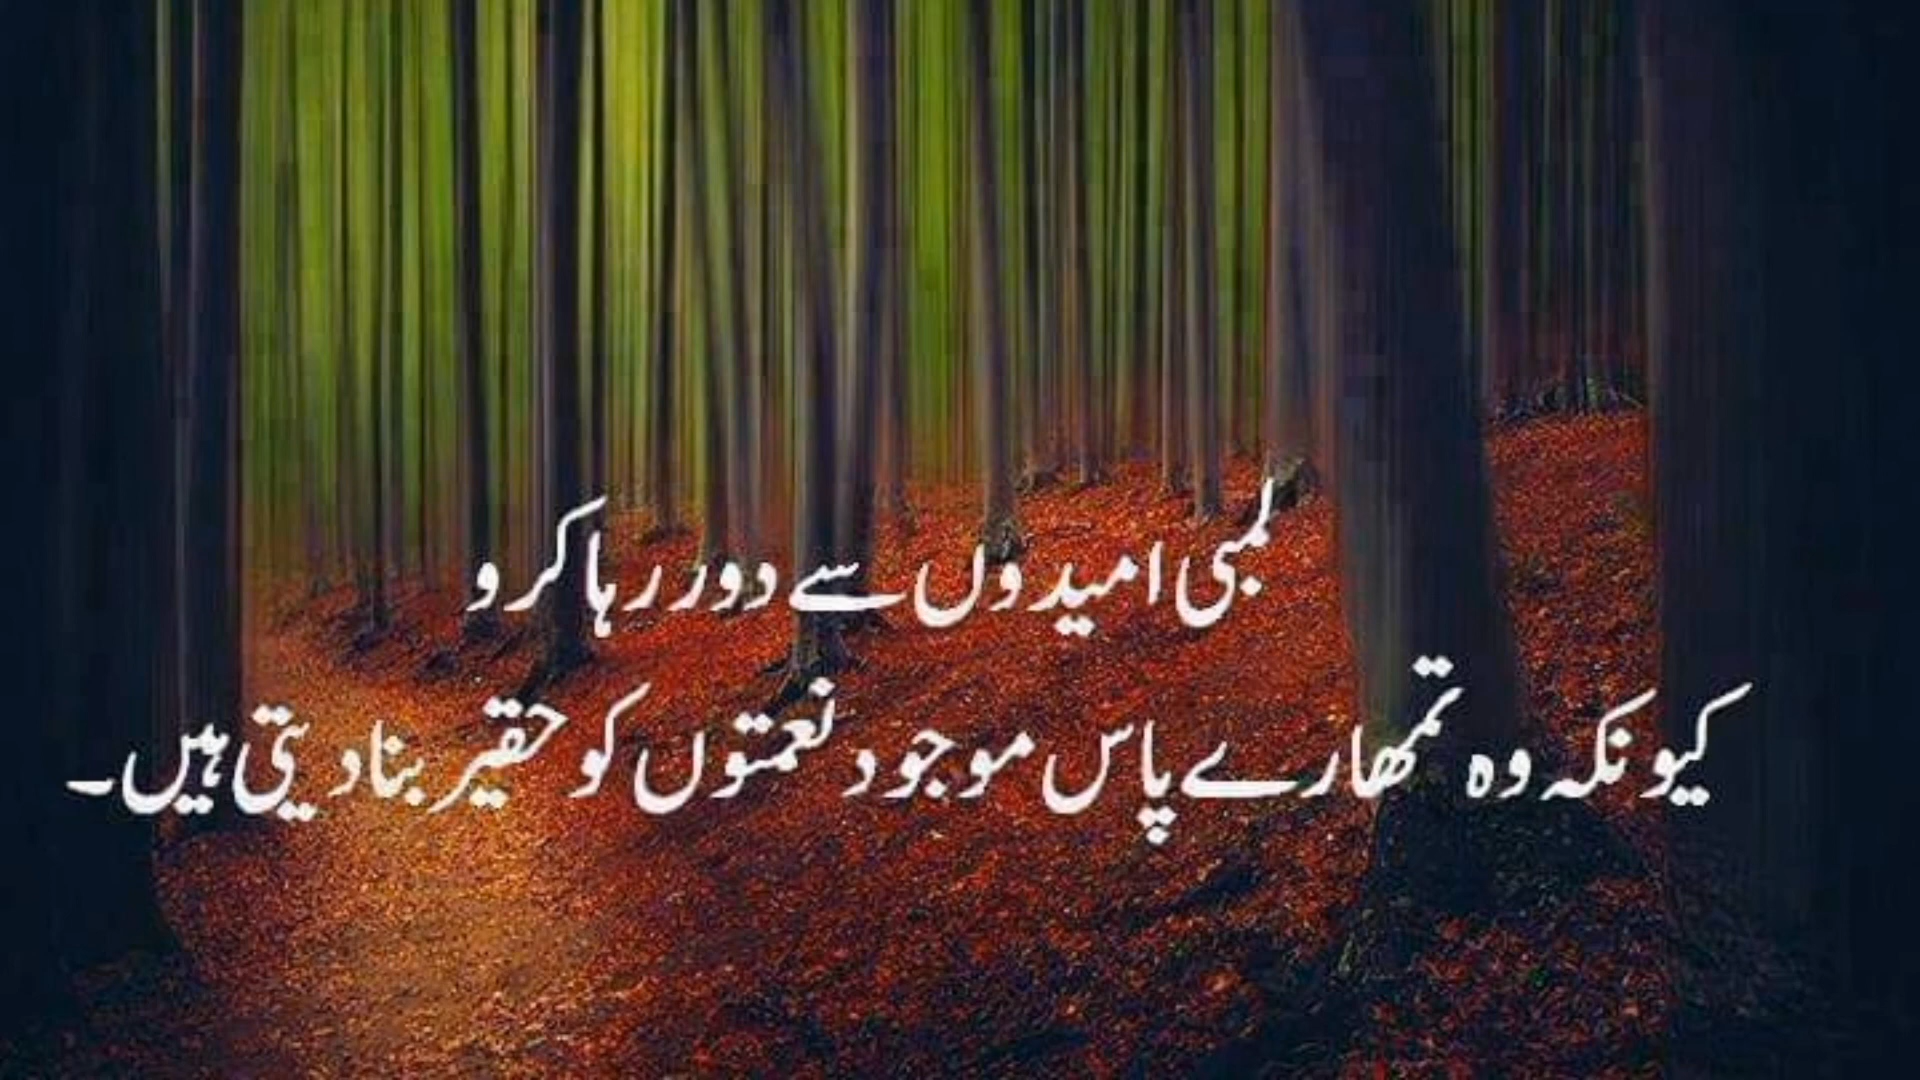 لمبی امیدوں سے دور رہا کرو
کیونکہ وہ تمھارے پاس موجود نعمتوں کو حقیر بنا دیتی ہیں۔